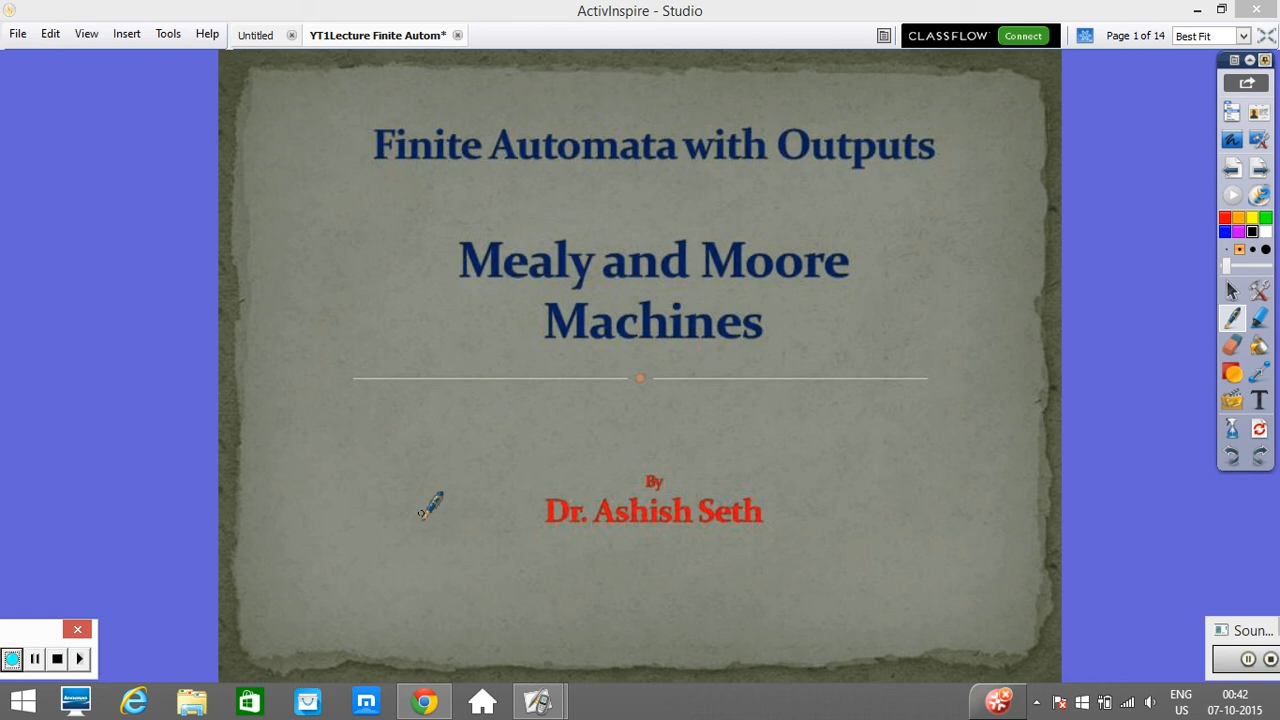 ActivInspire - Studio
File Edit View Insert Tools Help
Untitled YT1Lecture Finite Autom*
CLASSFLOW Connect
Page 1 of 14 Best Fit
Finite Automata with Outputs
Mealy and Moore
Machines
By
Dr. Ashish Seth
T
Soun...
lenovo
m
ENG
US
00:42
07-10-2015